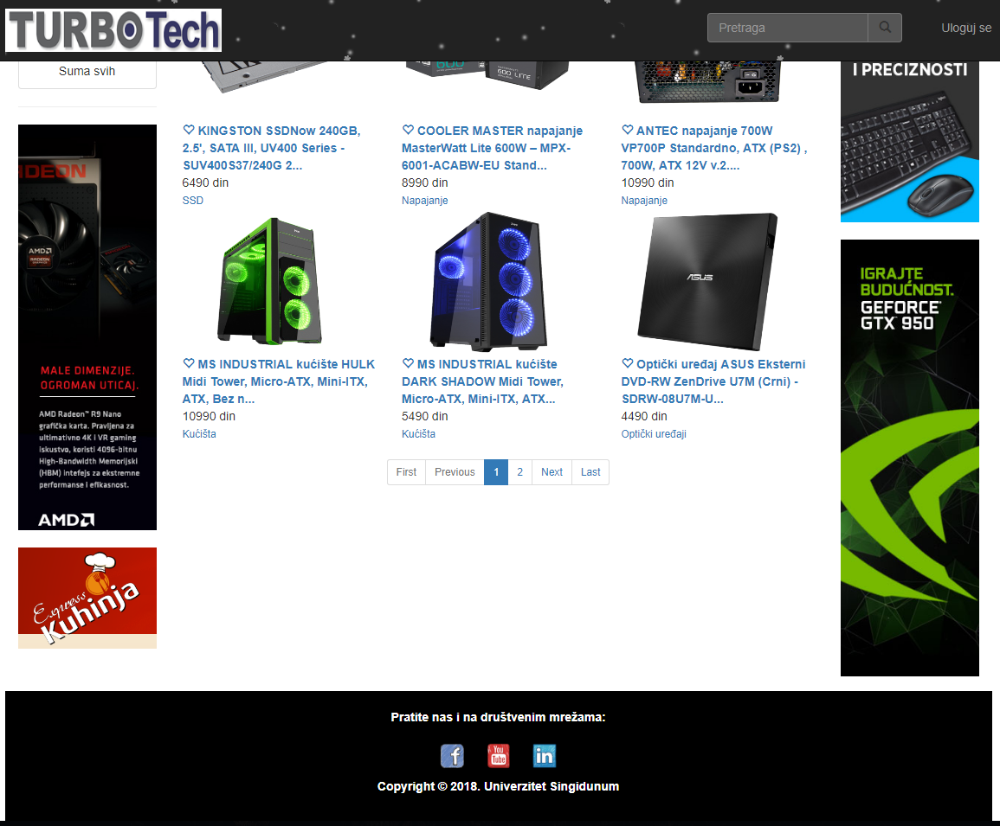 TURBO Tech
Pretraga
Uloguj se
Suma svih
KINGSTON SSDNow 240GB,
2.5', SATA III, UV400 Series -
SUV400S37/240G 2...
6490 din
SSD
600
600 LITE
COOLER MASTER napajanje
MasterWatt Lite 600W – MPX-
6001-ACABW-EU Stand...
8990 din
Napajanje
ANTEC napajanje 700W
VP700P Standardno, ATX (PS2) ,
700W, ATX 12V v.2....
10990 din
Napajanje
MS INDUSTRIAL kućište HULK
Midi Tower, Micro-ATX, Mini-ITX,
ATX, Bez n...
10990 din
Kućišta
MS INDUSTRIAL kućište
DARK SHADOW Midi Tower,
Micro-ATX, Mini-ITX, ATX...
5490 din
Kućišta
ASUS
Optički uređaj ASUS Eksterni
DVD-RW ZenDrive U7M (Crni) -
SDRW-08U7M-U...
4490 din
Optički uređaji
First Previous 1 2 Next Last
AMD
RADEON
MALE DIMENZIJE.
OGROMAN UTICAJ.
AMD Radeon™ R9 Nano
grafička karta. Pravljena za
ultimativno 4K i VR gaming
iskustvo, koristi 4096-bitnu
High-Bandwidth Memorijski
(HBM) intefejs za ekstremne
performanse i efikasnost.
AMD
Express
Kuhinja
I PRECIZNOSTI
IGRAJTE
BUDUĆNOST.
GEFORCE
GTX 950
Pratite nas i na društvenim mrežama:
f
You
Tube
in
Copyright © 2018. Univerzitet Singidunum